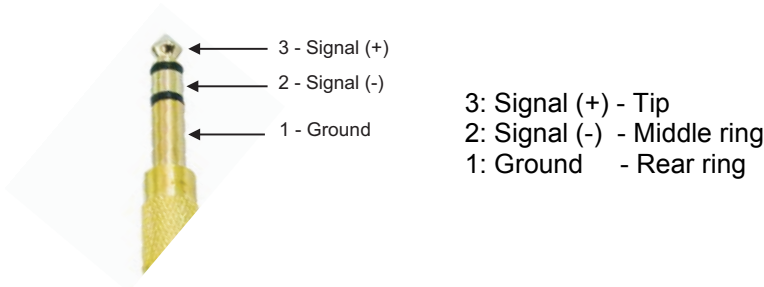 3 - Signal (+)
2 - Signal (-)
1 - Ground
3: Signal (+) - Tip
2: Signal (-) - Middle ring
1: Ground - Rear ring